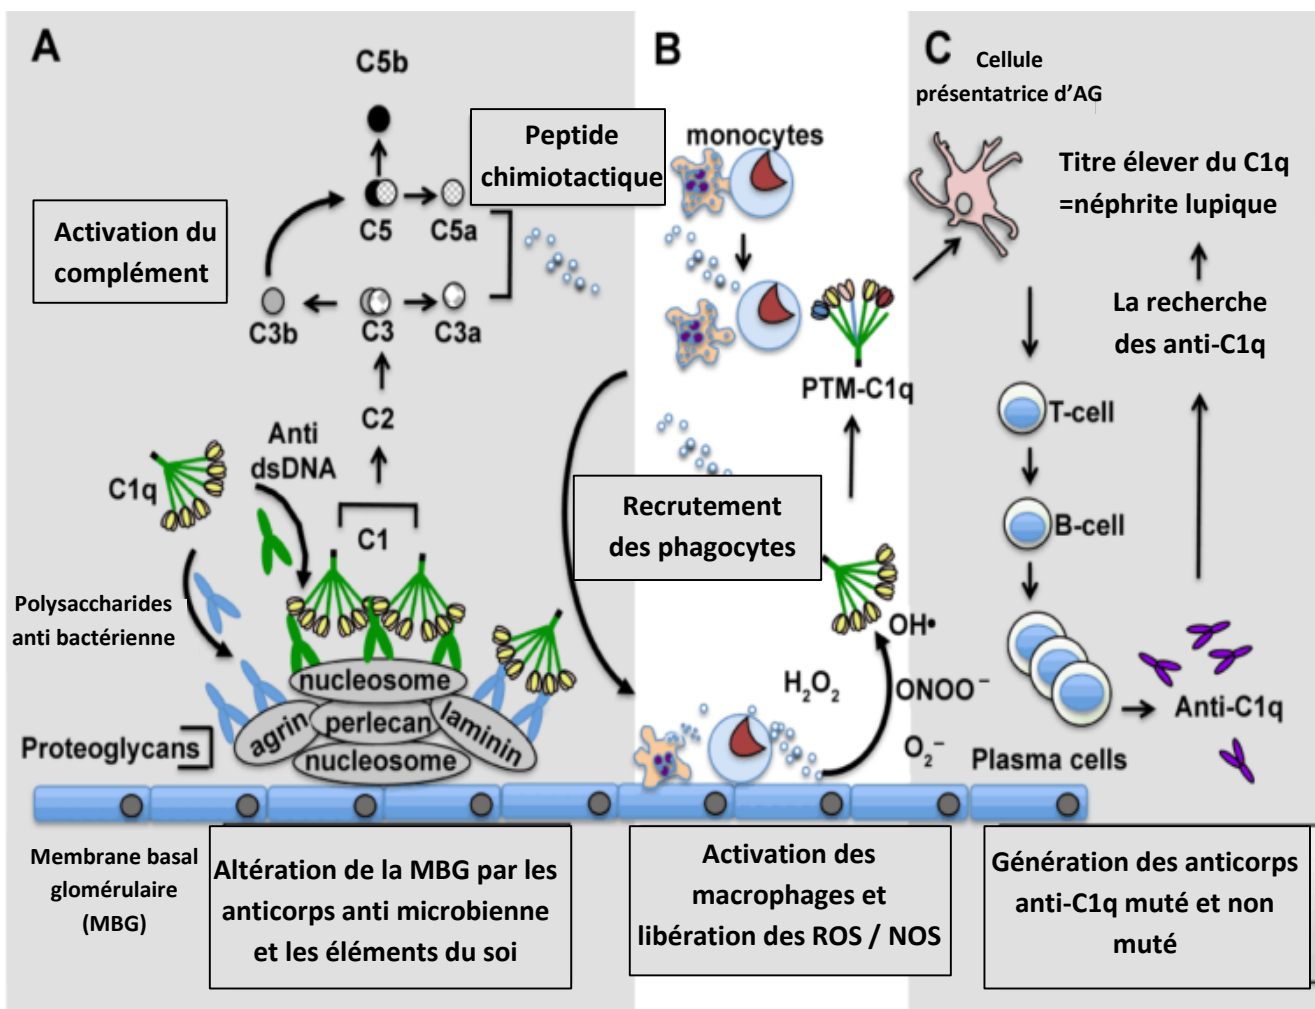 A
C5b
Peptide
chimiotactique
C5
C5a
Activation du
complément
C3b
C3
C3a
C2
Anti
dsDNA
C1q
C1
Polysaccharides
anti bactérienne
nucleosome
agrin
perlecan
laminin
nucleosome
Proteoglycans
Membrane basal
glomérulaire
(MBG)
Altération de la MBG par les
anticorps anti microbienne
et les éléments du soi
B
monocytes
PTM-C1q
Recrutement
des phagocytes
OH•
H2O2
ONOO⁻
O2⁻
Activation des
macrophages et
libération des ROS / NOS
C
Cellule
présentatrice d’AG
Titre élever du C1q
=néphrite lupique
La recherche
des anti-C1q
T-cell
B-cell
Anti-C1q
Plasma cells
Génération des anticorps
anti-C1q muté et non
muté